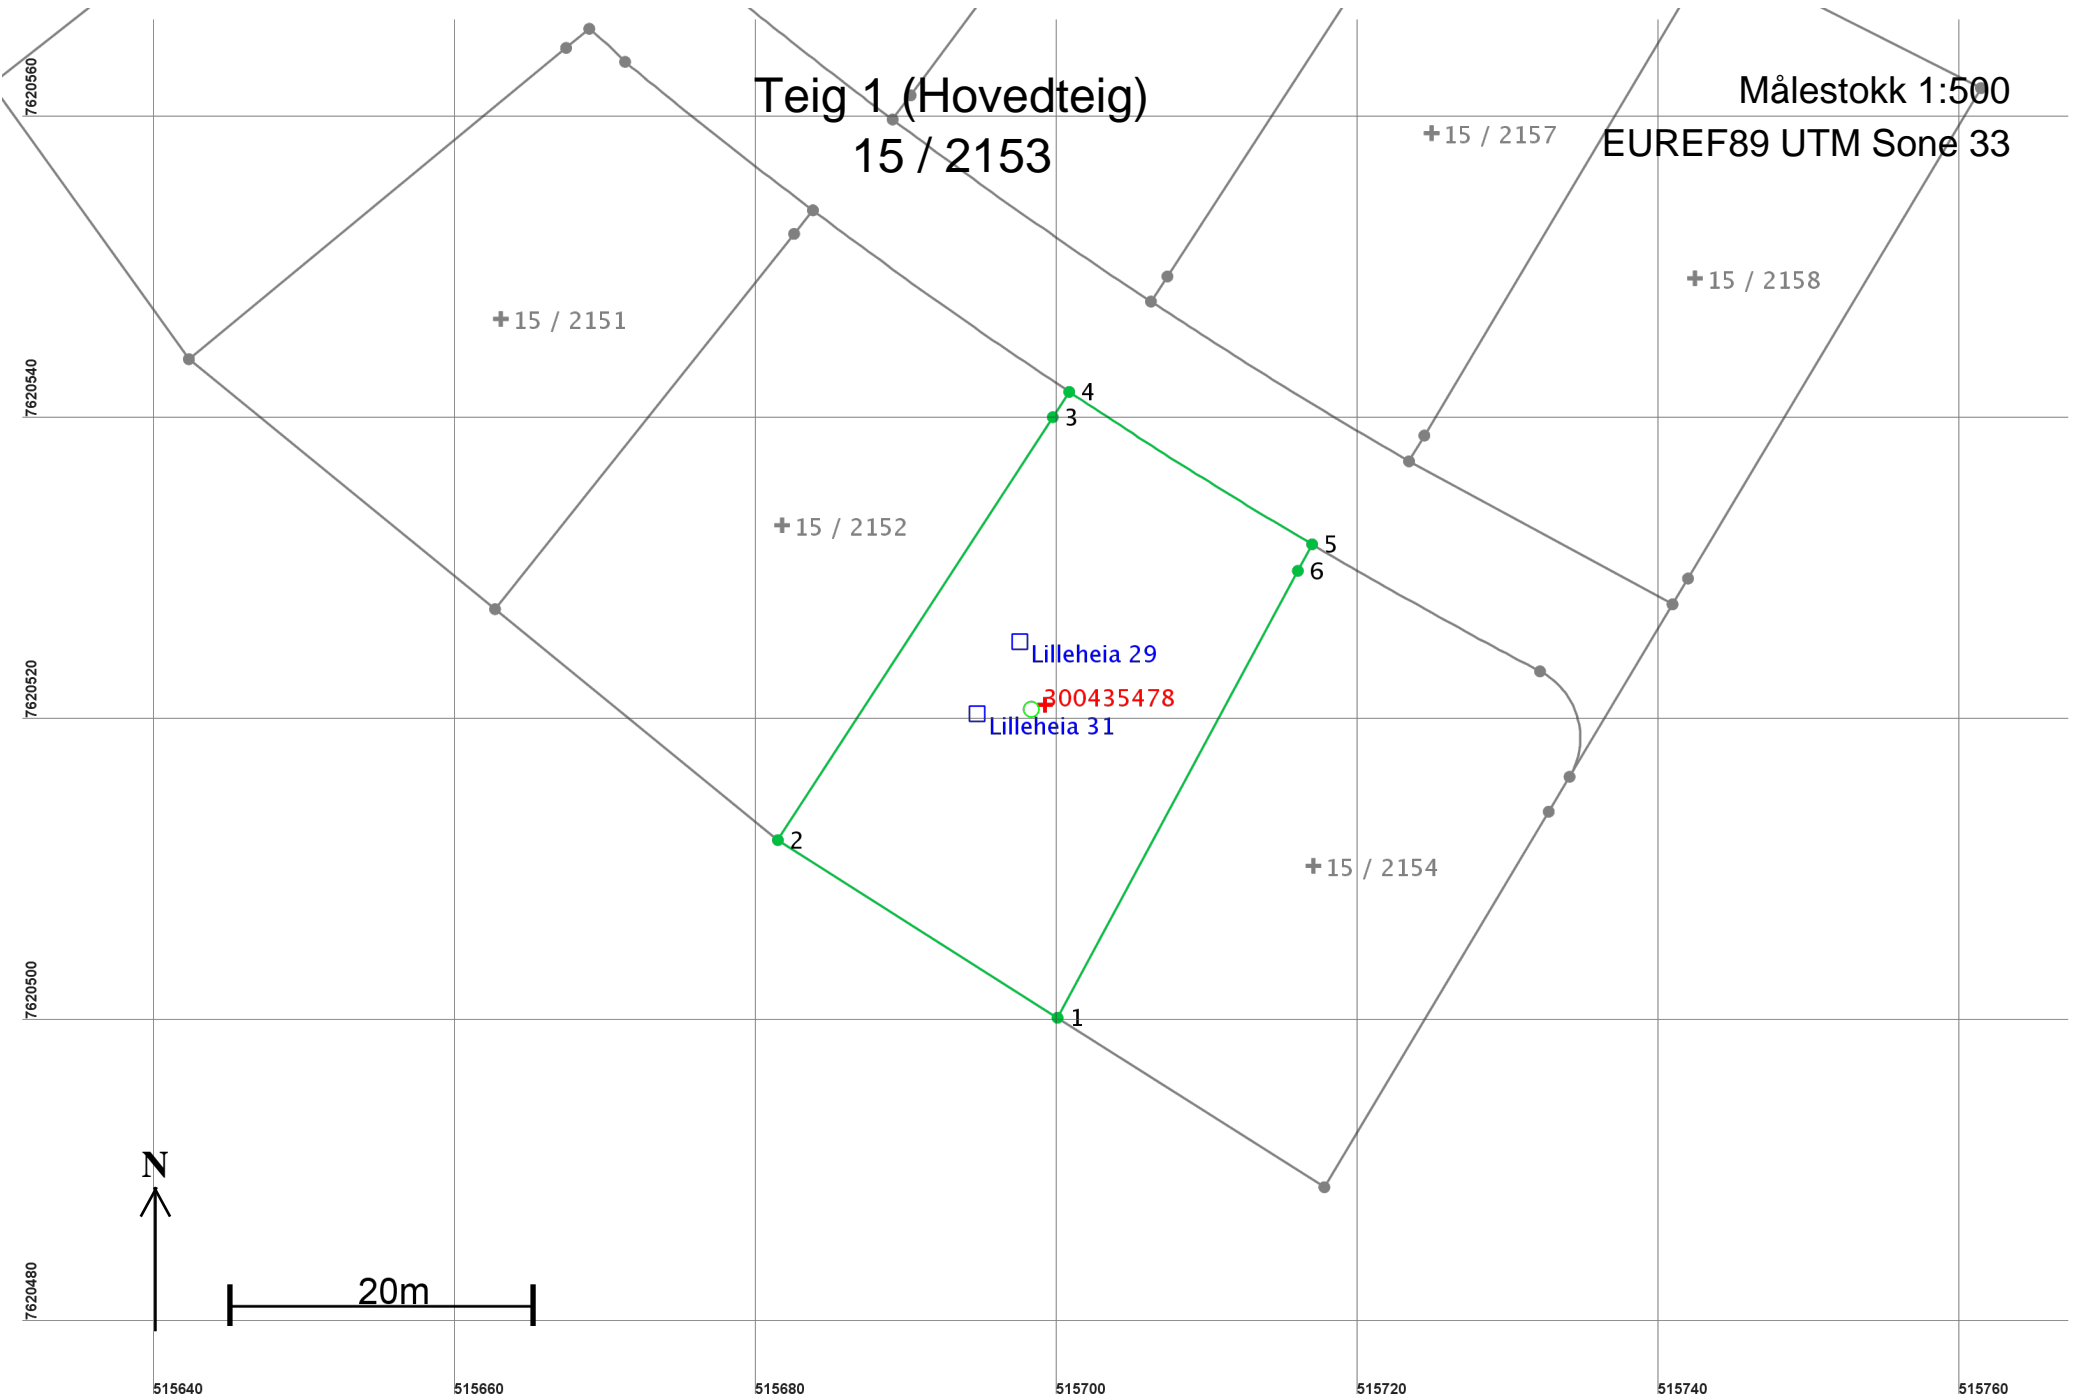 Teig 1 (Hovedteig)
15 / 2153
Målestokk 1:500
EUREF89 UTM Sone 33
7620560
15 / 2157
15 / 2158
15 / 2151
7620540
4
3
15 / 2152
5
6
Lilleheia 29
7620520
300435478
Lilleheia 31
2
15 / 2154
7620500
1
N
20m
7620480
515640
515660
515680
515700
515720
515740
515760